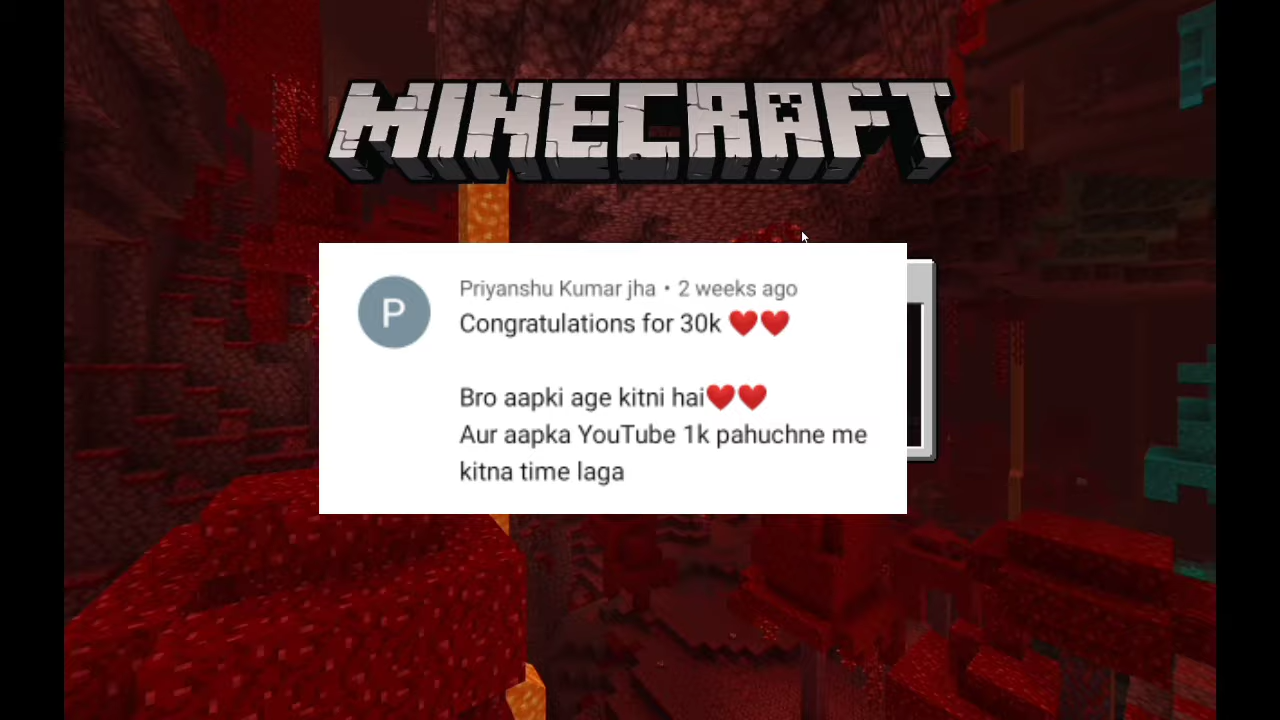 MINECRAFT
P
Priyanshu Kumar jha • 2 weeks ago
Congratulations for 30k ❤️❤️
Bro aapki age kitni hai❤️❤️
Aur aapka YouTube 1k pahuchne me
kitna time laga